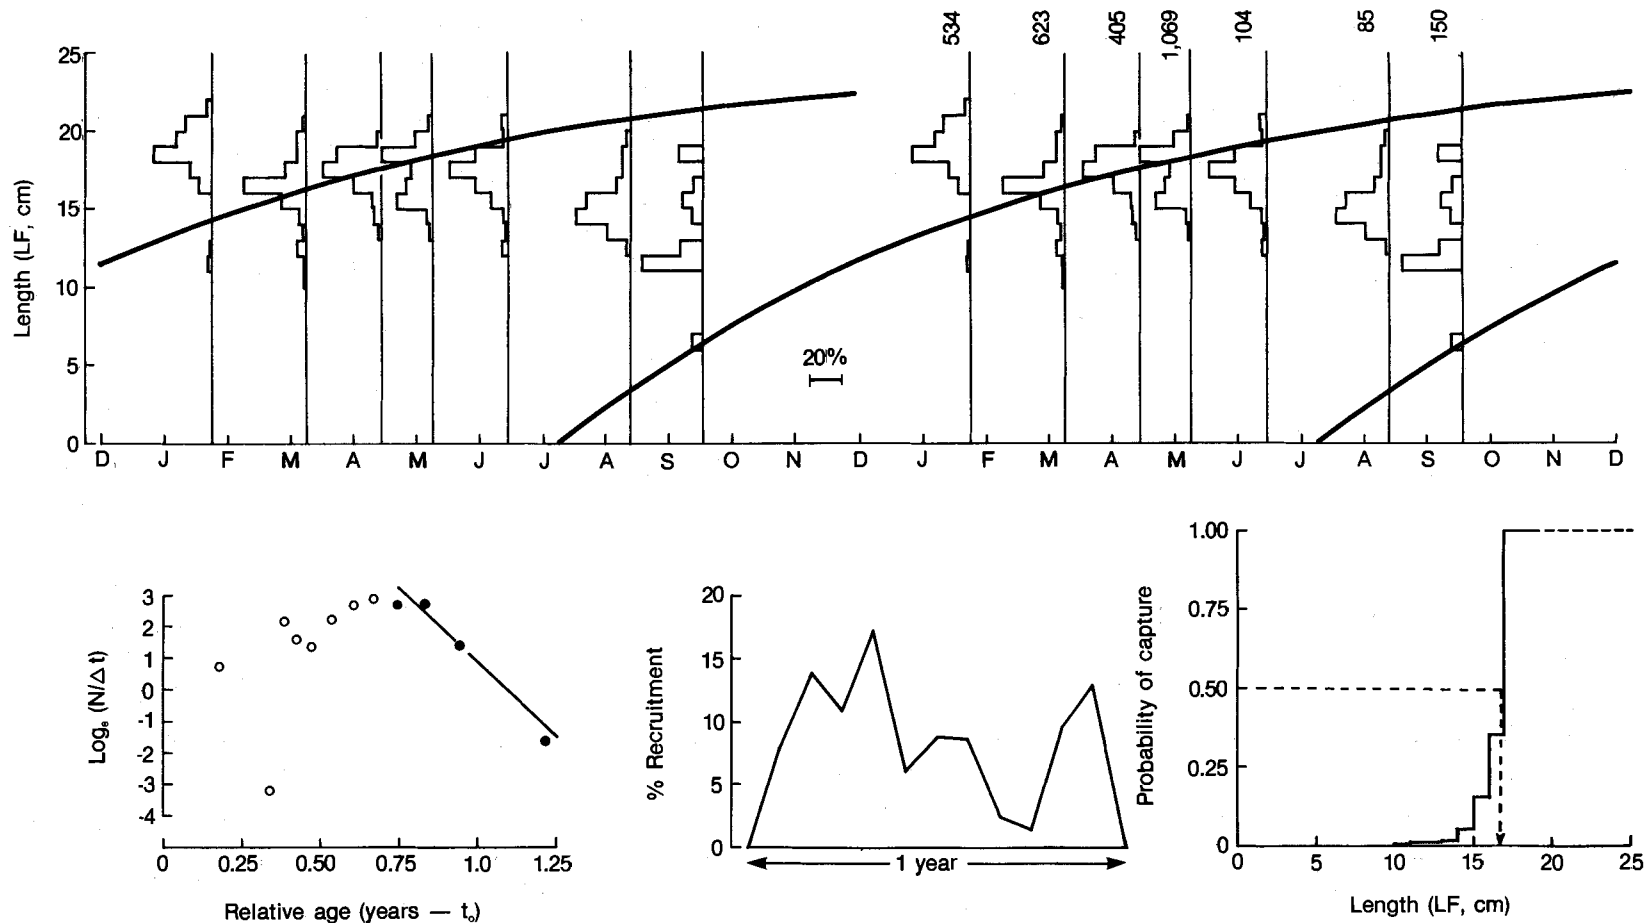 534 623 405 1,069 104 85 150
25
20
15
10
5
0
Length (LF, cm)
20%
D J F M A M J J A S O N D J F M A M J J A S O N D
3
2
1
0
-1
-2
-3
-4
Logₑ (N/Δt)
0 0.25 0.50 0.75 1.0 1.25
Relative age (years — t₀)
20
15
10
5
0
% Recruitment
1 year
1.00
0.75
0.50
0.25
0
Probability of capture
0 5 10 15 20 25
Length (LF, cm)